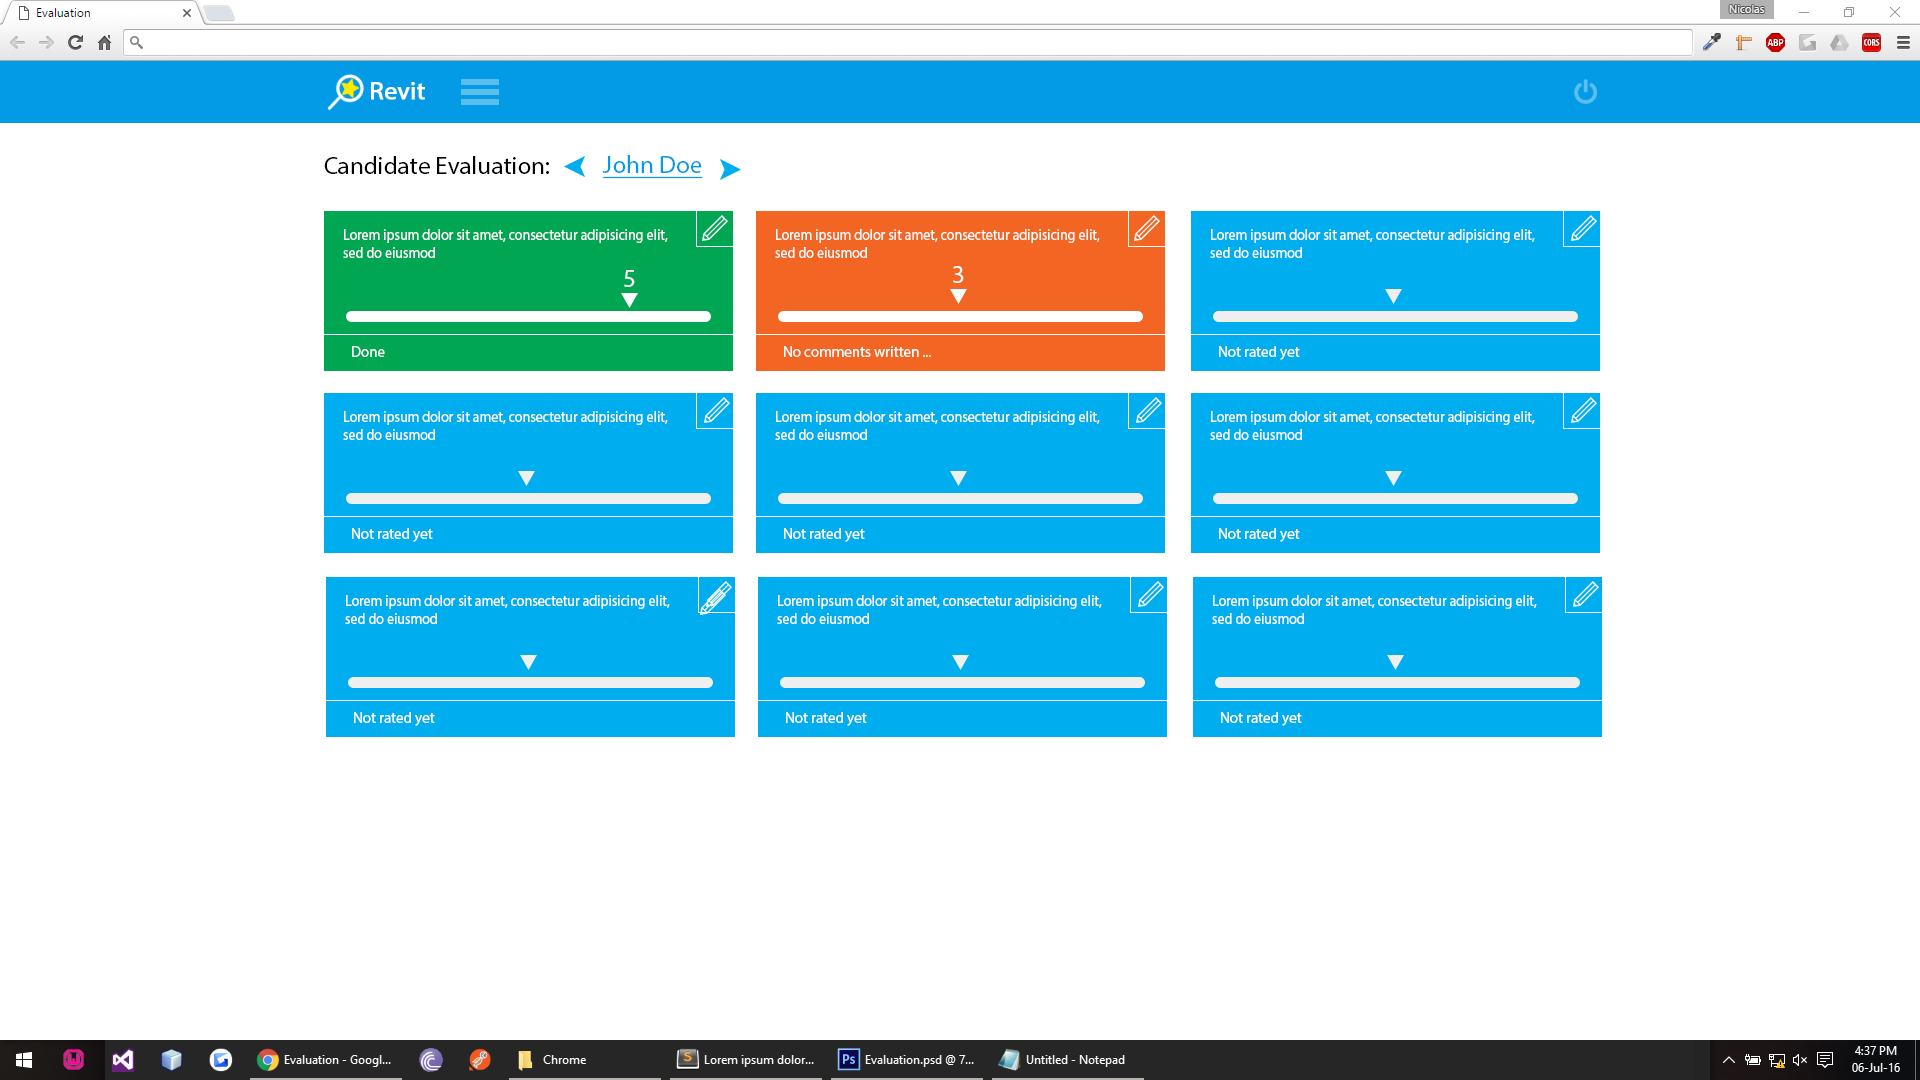 Evaluation
Nicolas
ABP
CORS
Revit
Candidate Evaluation: John Doe
Lorem ipsum dolor sit amet, consectetur adipisicing elit,
sed do eiusmod
5
Done
Lorem ipsum dolor sit amet, consectetur adipisicing elit,
sed do eiusmod
3
No comments written ...
Lorem ipsum dolor sit amet, consectetur adipisicing elit,
sed do eiusmod
Not rated yet
Lorem ipsum dolor sit amet, consectetur adipisicing elit,
sed do eiusmod
Not rated yet
Lorem ipsum dolor sit amet, consectetur adipisicing elit,
sed do eiusmod
Not rated yet
Lorem ipsum dolor sit amet, consectetur adipisicing elit,
sed do eiusmod
Not rated yet
Lorem ipsum dolor sit amet, consectetur adipisicing elit,
sed do eiusmod
Not rated yet
Lorem ipsum dolor sit amet, consectetur adipisicing elit,
sed do eiusmod
Not rated yet
Lorem ipsum dolor sit amet, consectetur adipisicing elit,
sed do eiusmod
Not rated yet
Evaluation - Googl...
Chrome
S
Lorem ipsum dolor...
Ps
Evaluation.psd @ 7...
Untitled - Notepad
4:37 PM
06-Jul-16